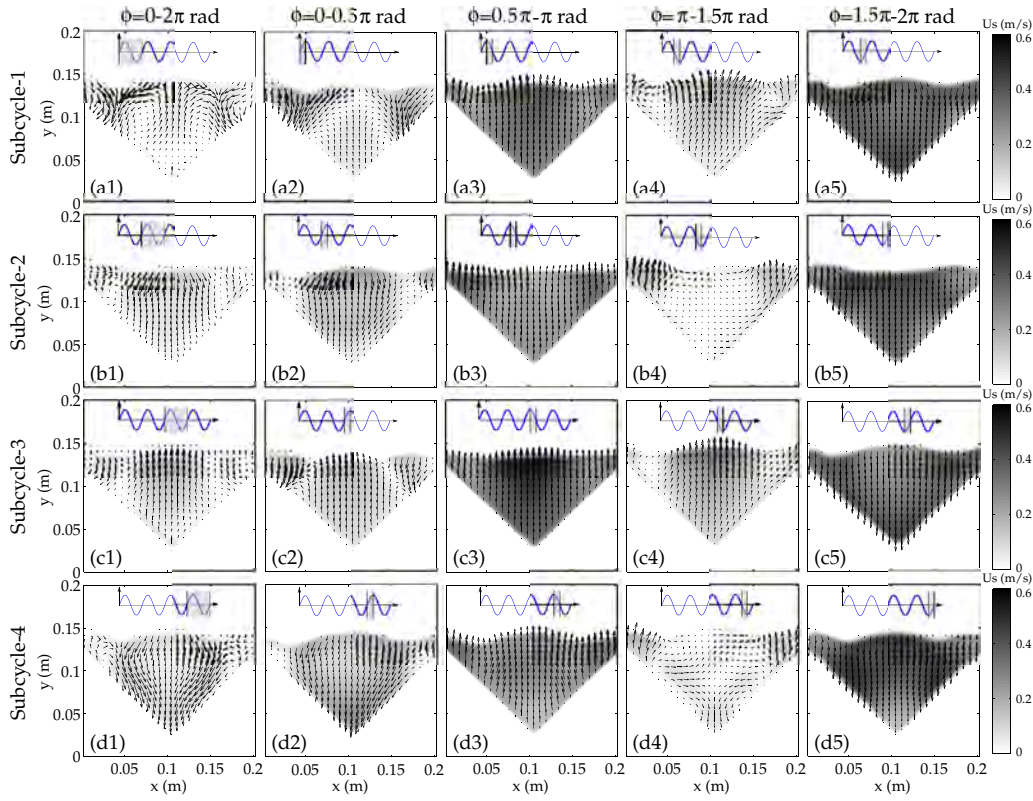 ϕ=0-2π rad ϕ=0-0.5π rad ϕ=0.5π-π rad ϕ=π-1.5π rad ϕ=1.5π-2π rad Us (m/s)
Subcycle-1
y (m)
0.2
0.15
0.1
0.05
0
(a1) (a2) (a3) (a4) (a5)
0.6
0.4
0.2
0
Us (m/s)
Subcycle-2
y (m)
0.2
0.15
0.1
0.05
0
(b1) (b2) (b3) (b4) (b5)
0.6
0.4
0.2
0
Us (m/s)
Subcycle-3
y (m)
0.2
0.15
0.1
0.05
0
(c1) (c2) (c3) (c4) (c5)
0.6
0.4
0.2
0
Us (m/s)
Subcycle-4
y (m)
0.2
0.15
0.1
0.05
0
(d1) (d2) (d3) (d4) (d5)
0.6
0.4
0.2
0
0.05 0.1 0.15 0.2 0.05 0.1 0.15 0.2 0.05 0.1 0.15 0.2 0.05 0.1 0.15 0.2 0.05 0.1 0.15 0.2
x (m) x (m) x (m) x (m) x (m)